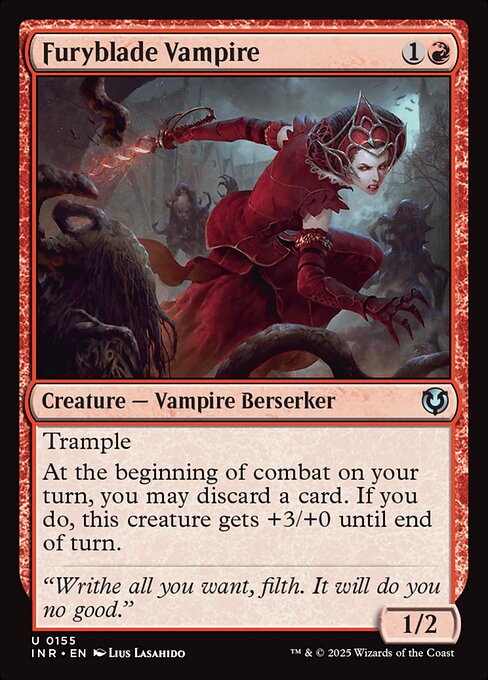 Furyblade Vampire 1
Creature — Vampire Berserker
Trample
At the beginning of combat on your
turn, you may discard a card. If you
do, this creature gets +3/+0 until end
of turn.
“Writhe all you want, filth. It will do you
no good.”
1/2
U 0155
INR • EN Lius Lasahido
™ & © 2025 Wizards of the Coast